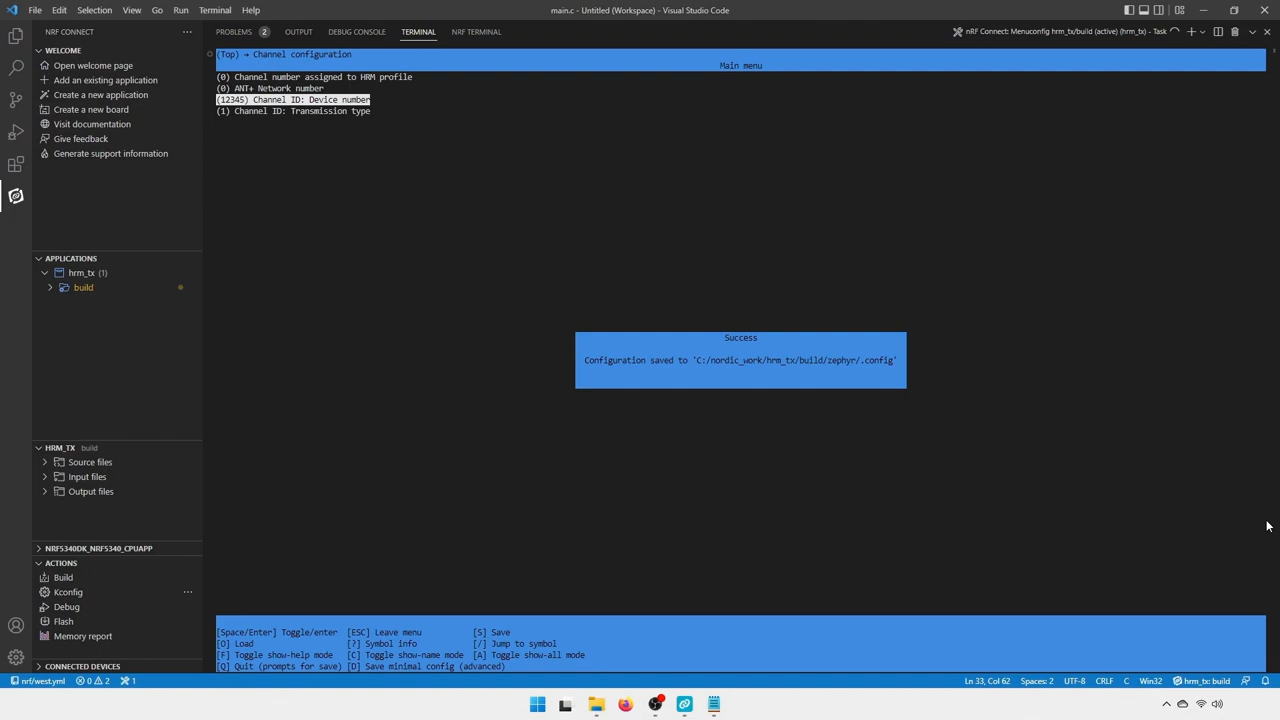 File Edit Selection View Go Run Terminal Help
main.c - Untitled (Workspace) - Visual Studio Code
NRF CONNECT
PROBLEMS 2 OUTPUT DEBUG CONSOLE TERMINAL NRF TERMINAL
nRF Connect: Menuconfig hrm_tx/build (active) (hrm_tx) - Task
WELCOME
Open welcome page
Add an existing application
Create a new application
Create a new board
Visit documentation
Give feedback
Generate support information
APPLICATIONS
hrm_tx (1)
build
HRM_TX build
Source files
Input files
Output files
NRF5340DK_NRF5340_CPUAPP
ACTIONS
Build
Kconfig
Debug
Flash
Memory report
CONNECTED DEVICES
(Top) → Channel configuration
Main menu
(0) Channel number assigned to HRM profile
(0) ANT+ Network number
(12345) Channel ID: Device number
(1) Channel ID: Transmission type
Success
Configuration saved to 'C:/nordic_work/hrm_tx/build/zephyr/.config'
[Space/Enter] Toggle/enter [ESC] Leave menu [S] Save
[O] Load [?] Symbol info [/] Jump to symbol
[F] Toggle show-help mode [C] Toggle show-name mode [A] Toggle show-all mode
[Q] Quit (prompts for save) [D] Save minimal config (advanced)
nrf/west.yml 0 2 1
Ln 33, Col 62 Spaces: 2 UTF-8 CRLF C Win32 hrm_tx: build